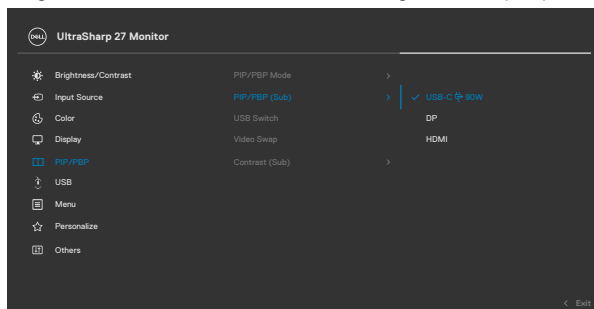 DELL UltraSharp 27 Monitor
Brightness/Contrast PIP/PBP Mode
Input Source PIP/PBP (Sub) USB-C 90W
Color USB Switch DP
Display Video Swap HDMI
PIP/PBP Contrast (Sub)
USB
Menu
Personalize
Others
Exit